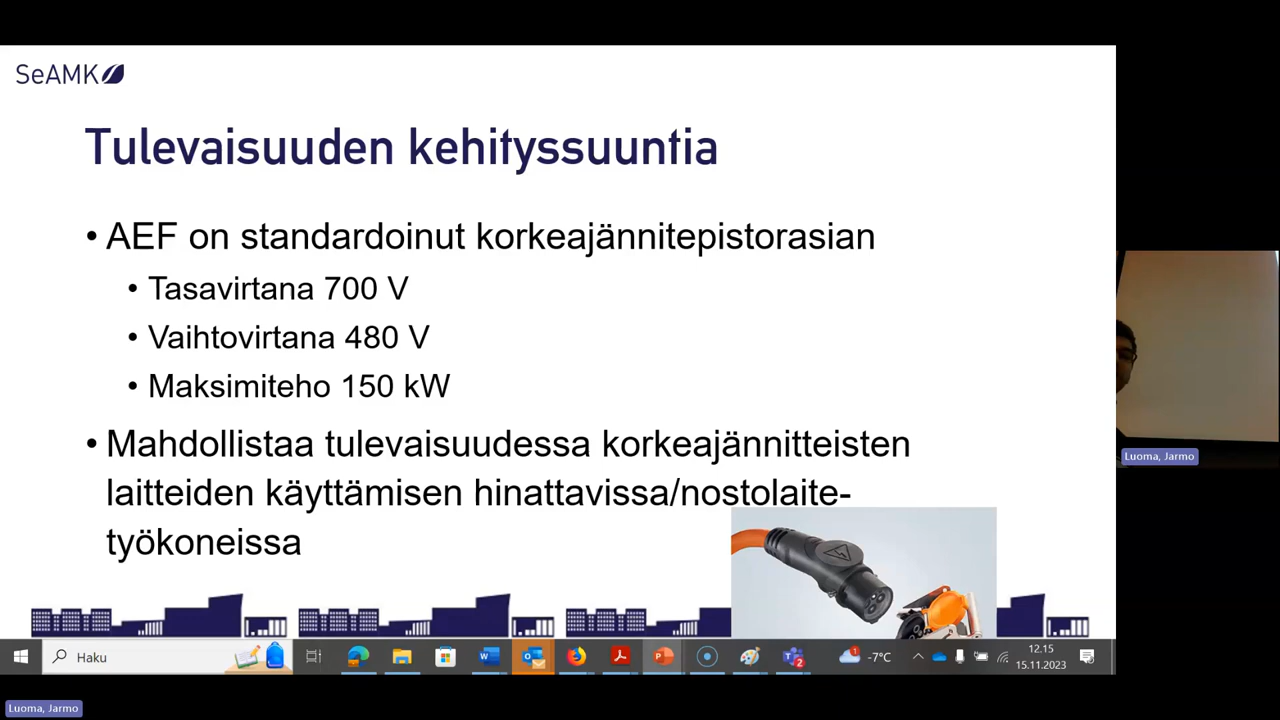 SeAMK
Tulevaisuuden kehityssuuntia
• AEF on standardoinut korkeajännitepistorasian
• Tasavirtana 700 V
• Vaihtovirtana 480 V
• Maksimiteho 150 kW
• Mahdollistaa tulevaisuudessa korkeajännitteisten
laitteiden käyttämisen hinattavissa/nostolaite-
työkoneissa
Luoma, Jarmo
Haku
-7°C
12.15
15.11.2023
Luoma, Jarmo